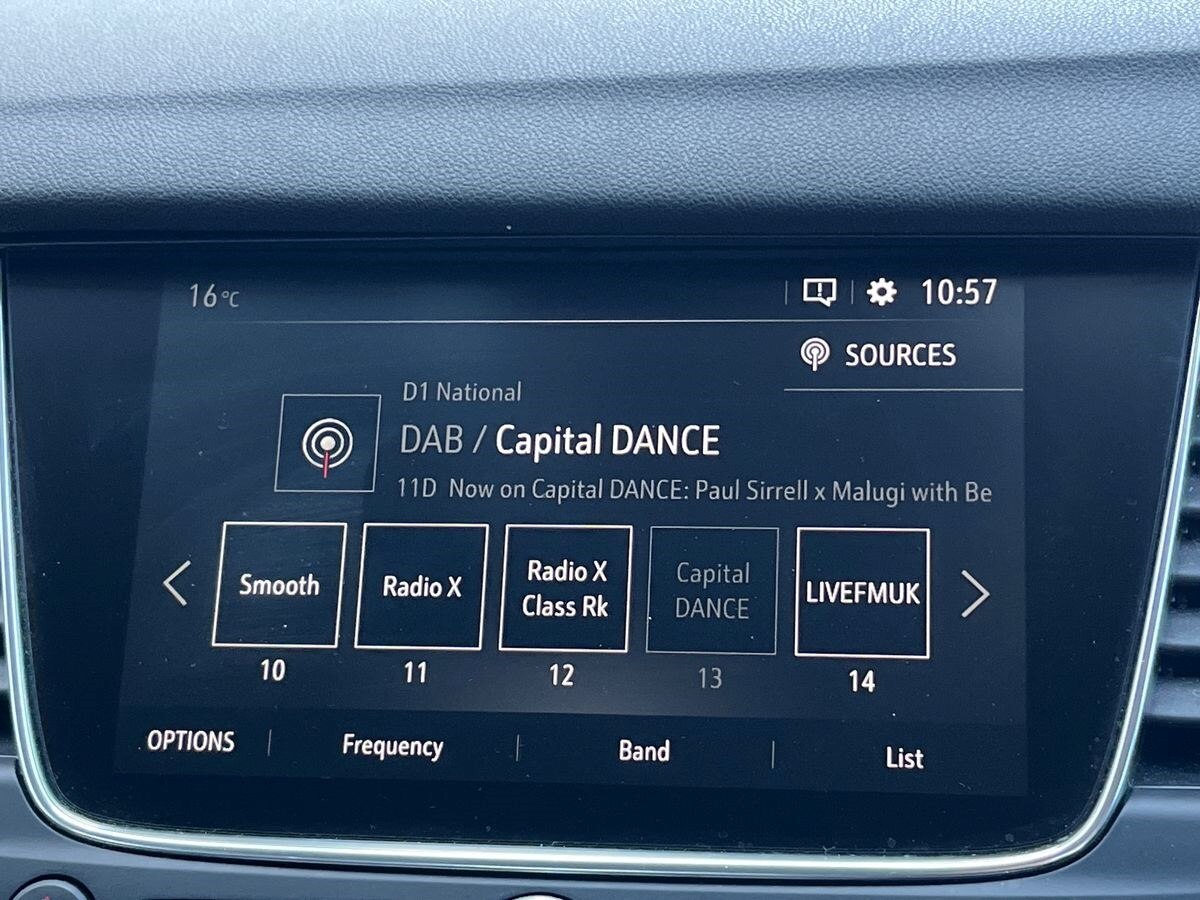 16°C
10:57
SOURCES
D1 National
DAB / Capital DANCE
11D Now on Capital DANCE: Paul Sirrell x Malugi with Be
Smooth
Radio X
Radio X
Class Rk
Capital
DANCE
LIVEFMUK
10
11
12
13
14
OPTIONS
Frequency
Band
List